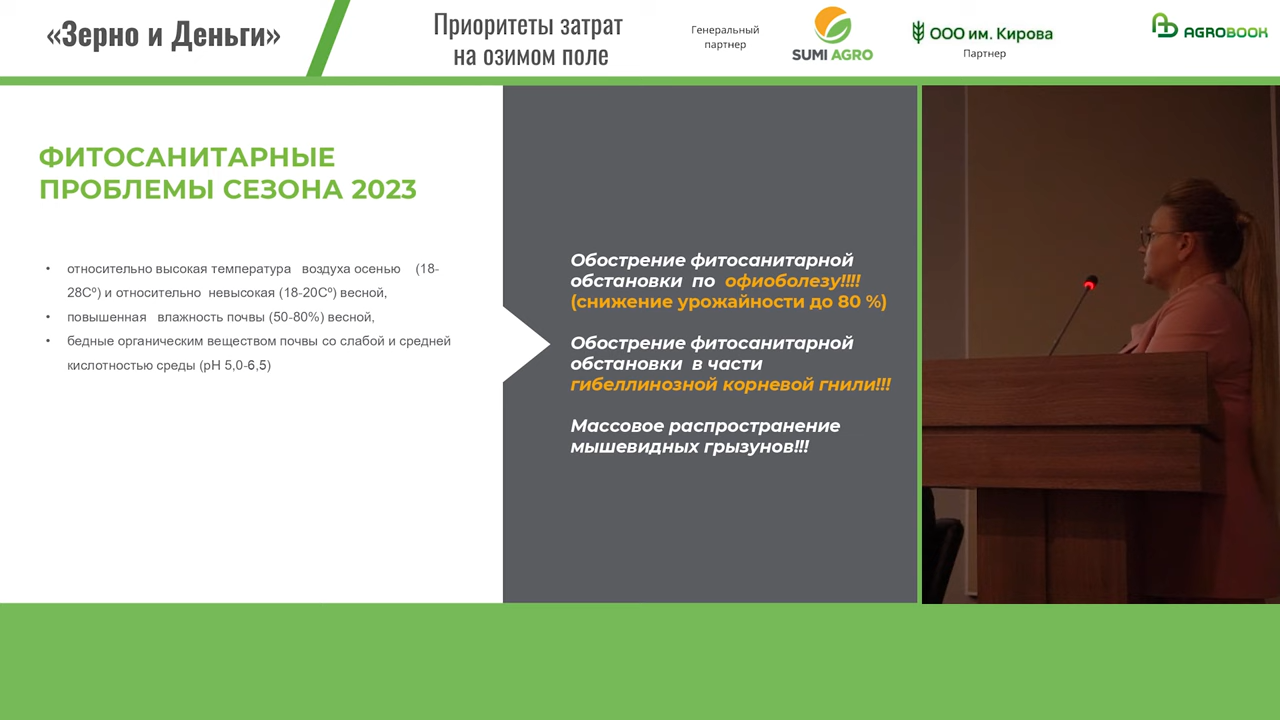 «Зерно и Деньги»
Приоритеты затрат
на озимом поле
Генеральный
партнер
SUMI AGRO
ООО им. Кирова
Партнер
AGROBOOK
ФИТОСАНИТАРНЫЕ
ПРОБЛЕМЫ СЕЗОНА 2023
• относительно высокая температура воздуха осенью (18-
28Сº) и относительно невысокая (18-20Сº) весной,
• повышенная влажность почвы (50-80%) весной,
• бедные органическим веществом почвы со слабой и средней
кислотностью среды (рН 5,0-6,5)
Обострение фитосанитарной
обстановки по офиоболезу!!!!
(снижение урожайности до 80 %)
Обострение фитосанитарной
обстановки в части
гибеллинозной корневой гнили!!!
Массовое распространение
мышевидных грызунов!!!